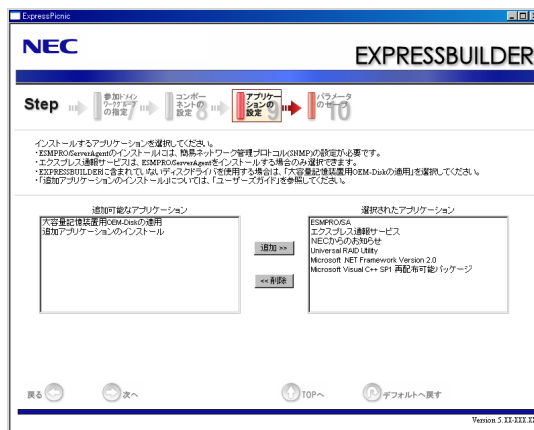 ExpressPicnic
NEC
EXPRESSBUILDER
Step
参加ドメイン
ワークグループ
の指定 7
コンポー
ネントの
設定 8
アプリケー
ションの
設定 9
パラメータ
のセーブ 10
インストールするアプリケーションを選択してください。
・ESMPRO/ServerAgentのインストールには、簡易ネットワーク管理プロトコル(SNMP)の設定が必要です。
・エクスプレス通報サービスは、ESMPRO/ServerAgentをインストールする場合のみ選択できます。
・EXPRESSBUILDERに含まれていないディスクドライバを使用する場合は、「大容量記憶装置用OEM-Diskの適用」を選択してください。
・「追加アプリケーションのインストール」については、「ユーザーズガイド」を参照してください。
追加可能なアプリケーション
大容量記憶装置用OEM-Diskの適用
追加アプリケーションのインストール
追加 >>
<< 削除
選択されたアプリケーション
ESMPRO/SA
エクスプレス通報サービス
NECからのお知らせ
Universal RAID Utility
Microsoft .NET Framework Version 2.0
Microsoft Visual C++ SP1 再配布可能パッケージ
戻る
次へ
TOPへ
デフォルトへ戻す
Version 5.XX-XXX.XX